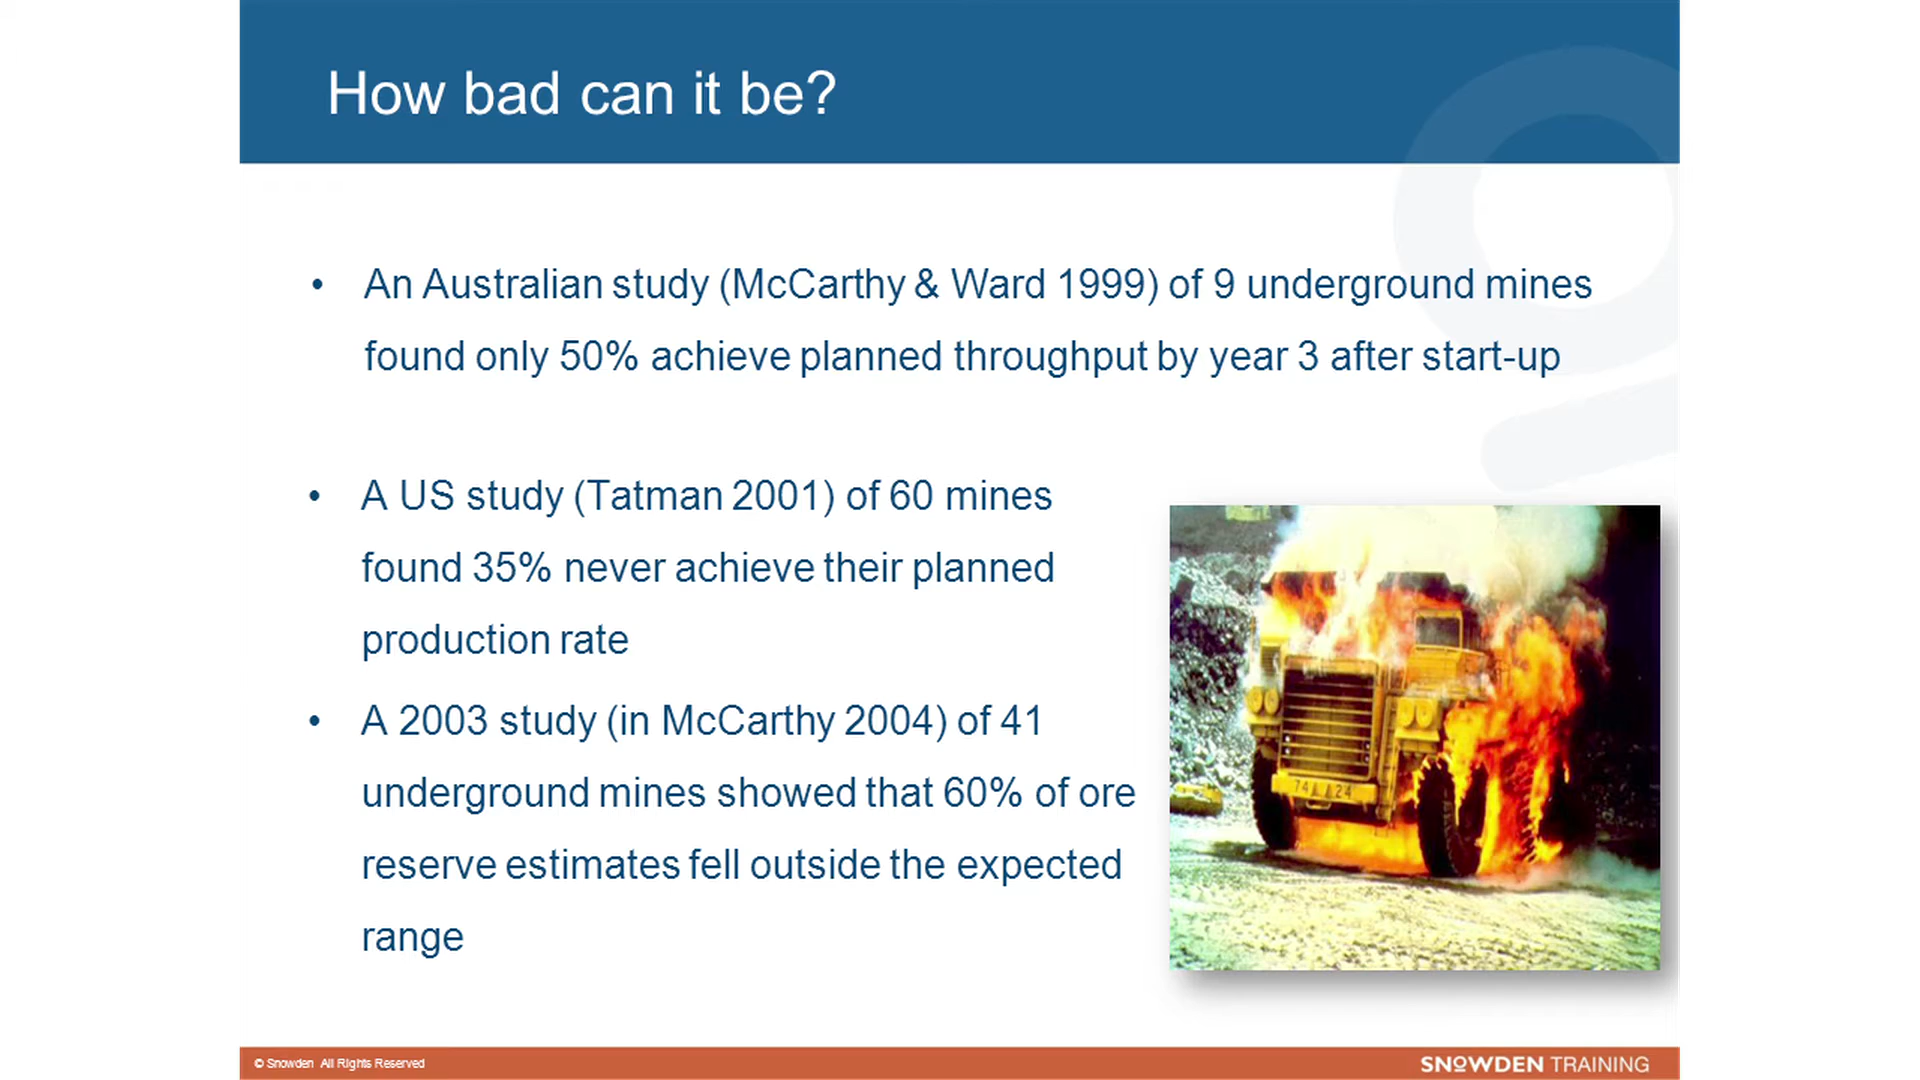 How bad can it be?
• An Australian study (McCarthy & Ward 1999) of 9 underground mines
found only 50% achieve planned throughput by year 3 after start-up
• A US study (Tatman 2001) of 60 mines
found 35% never achieve their planned
production rate
• A 2003 study (in McCarthy 2004) of 41
underground mines showed that 60% of ore
reserve estimates fell outside the expected
range
© Snowden All Rights Reserved
SNOWDEN TRAINING